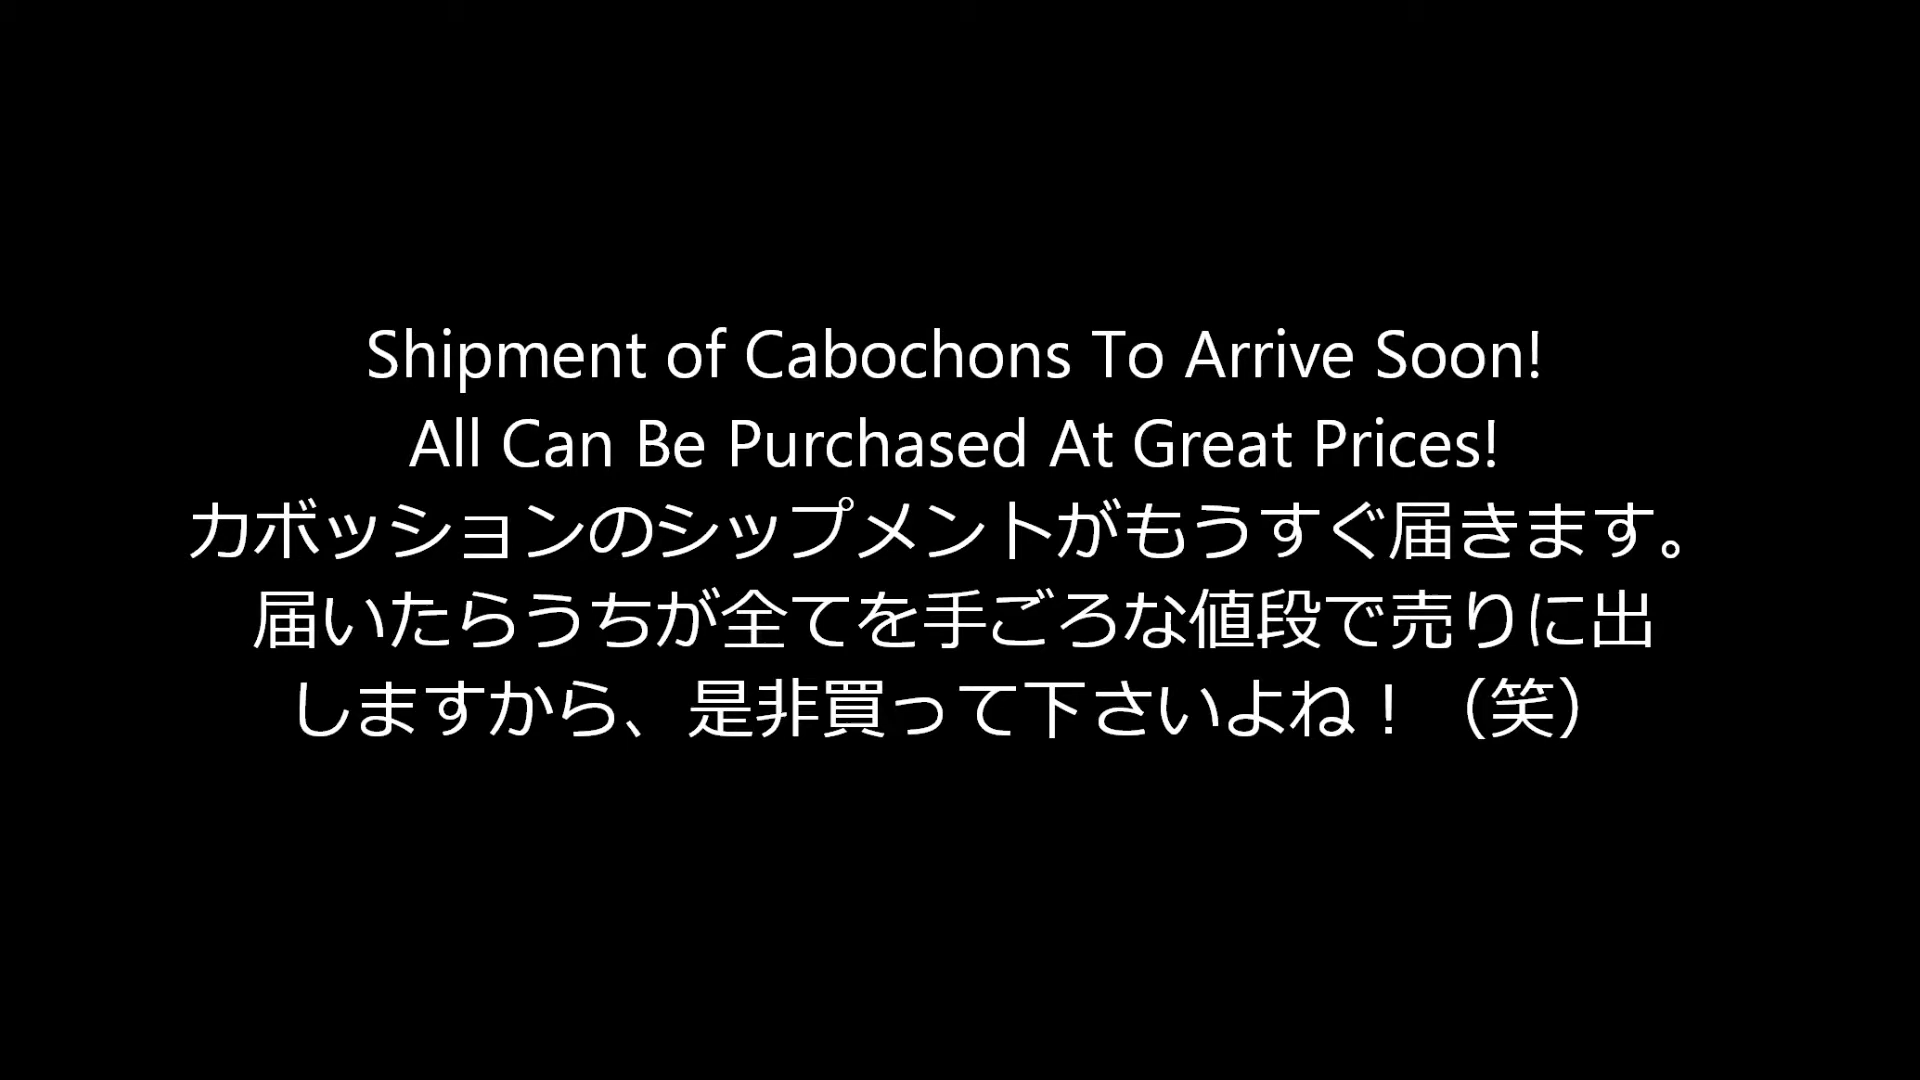 Shipment of Cabochons To Arrive Soon!
All Can Be Purchased At Great Prices!
カボッションのシップメントがもうすぐ届きます。
届いたらうちが全てを手ごろな値段で売りに出
しますから、是非買って下さいよね！（笑）